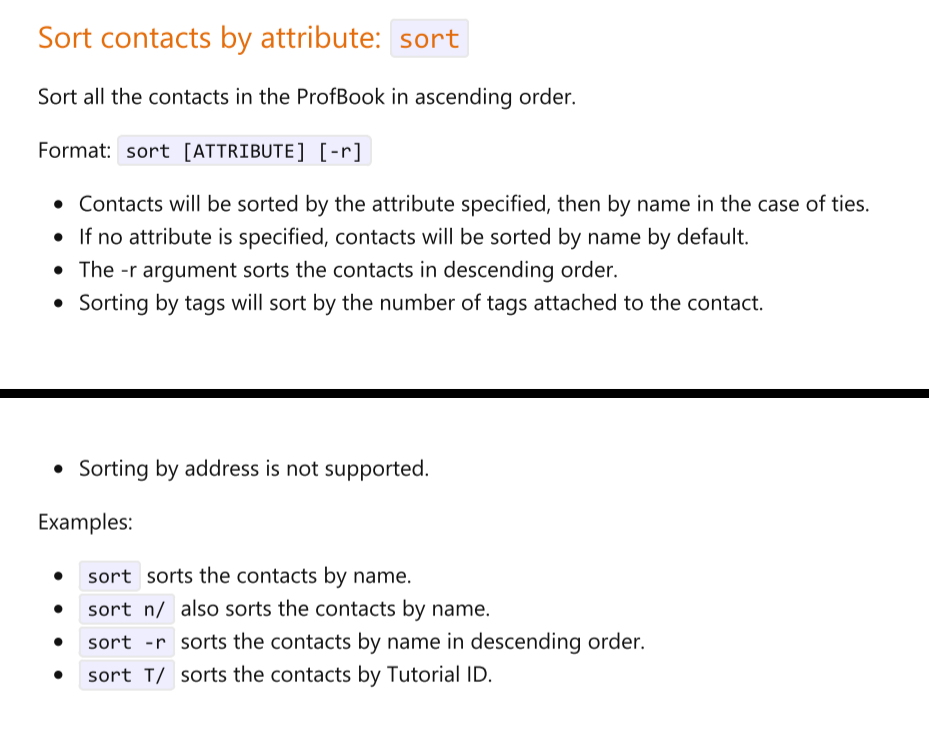 Sort contacts by attribute: sort
Sort all the contacts in the ProfBook in ascending order.
Format: sort [ATTRIBUTE] [-r]
• Contacts will be sorted by the attribute specified, then by name in the case of ties.
• If no attribute is specified, contacts will be sorted by name by default.
• The -r argument sorts the contacts in descending order.
• Sorting by tags will sort by the number of tags attached to the contact.
• Sorting by address is not supported.
Examples:
• sort sorts the contacts by name.
• sort n/ also sorts the contacts by name.
• sort -r sorts the contacts by name in descending order.
• sort T/ sorts the contacts by Tutorial ID.